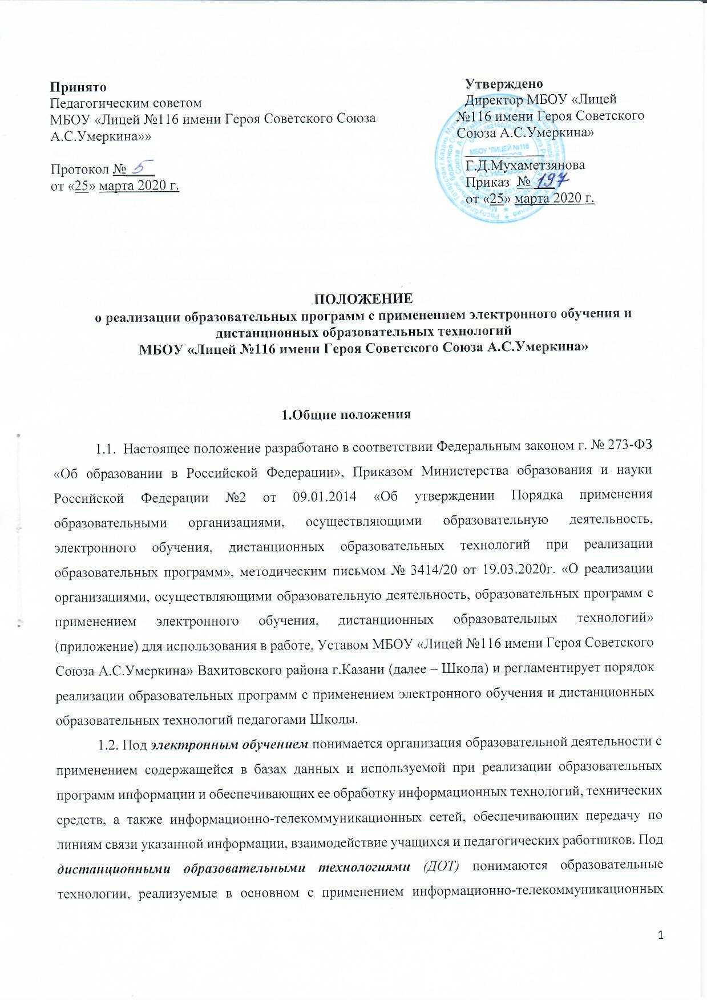 Принято
Педагогическим советом
МБОУ «Лицей №116 имени Героя Советского Союза
А.С.Умеркина»»
Протокол № 5
от «25» марта 2020 г.
Утверждено
Директор МБОУ «Лицей
№116 имени Героя Советского
Союза А.С.Умеркина»
Г.Д.Мухаметзянова
Приказ № 197
от «25» марта 2020 г.
МБОУ "ЛИЦЕЙ №116
ПОЛОЖЕНИЕ
о реализации образовательных программ с применением электронного обучения и
дистанционных образовательных технологий
МБОУ «Лицей №116 имени Героя Советского Союза А.С.Умеркина»
1.Общие положения
1.1. Настоящее положение разработано в соответствии Федеральным законом г. № 273-ФЗ
«Об образовании в Российской Федерации», Приказом Министерства образования и науки
Российской Федерации №2 от 09.01.2014 «Об утверждении Порядка применения
образовательными организациями, осуществляющими образовательную деятельность,
электронного обучения, дистанционных образовательных технологий при реализации
образовательных программ», методическим письмом № 3414/20 от 19.03.2020г. «О реализации
организациями, осуществляющими образовательную деятельность, образовательных программ с
применением электронного обучения, дистанционных образовательных технологий»
(приложение) для использования в работе, Уставом МБОУ «Лицей №116 имени Героя Советского
Союза А.С.Умеркина» Вахитовского района г.Казани (далее – Школа) и регламентирует порядок
реализации образовательных программ с применением электронного обучения и дистанционных
образовательных технологий педагогами Школы.
1.2. Под электронным обучением понимается организация образовательной деятельности с
применением содержащейся в базах данных и используемой при реализации образовательных
программ информации и обеспечивающих ее обработку информационных технологий, технических
средств, а также информационно-телекоммуникационных сетей, обеспечивающих передачу по
линиям связи указанной информации, взаимодействие учащихся и педагогических работников. Под
дистанционными образовательными технологиями (ДОТ) понимаются образовательные
технологии, реализуемые в основном с применением информационно-телекоммуникационных
1